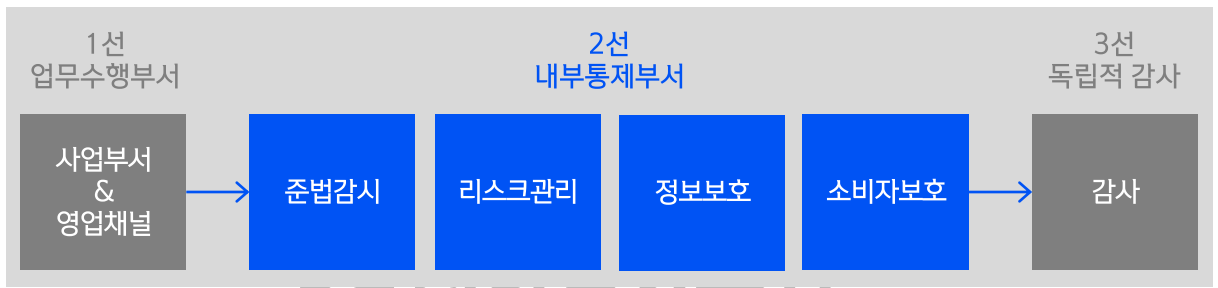 1선
업무수행부서
2선
내부통제부서
3선
독립적 감사
사업부서
&
영업채널
준법감시
리스크관리
정보보호
소비자보호
감사